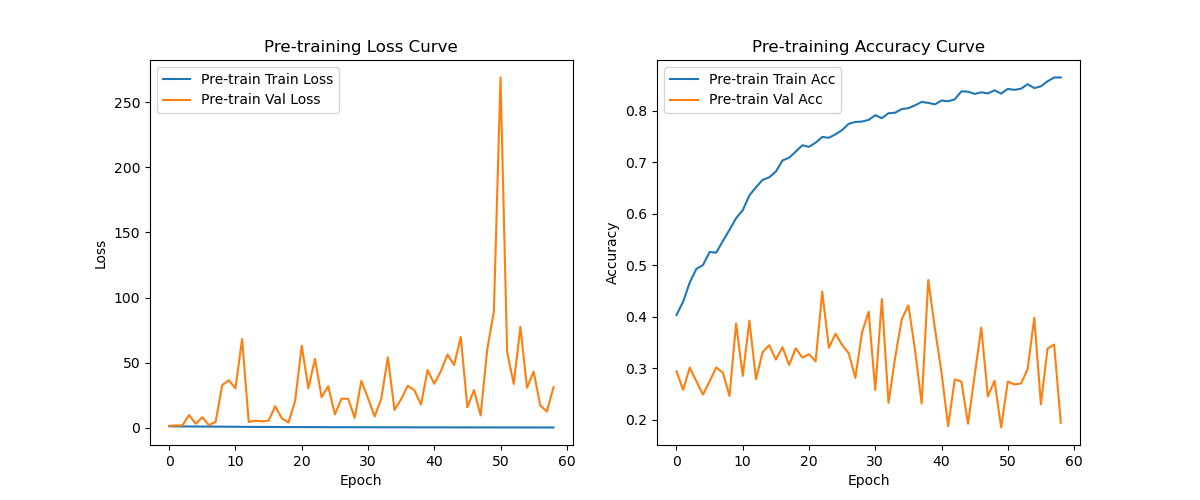 Pre-training Loss Curve
Pre-train Train Loss
Pre-train Val Loss
250
200
150
100
50
0
Loss
0 10 20 30 40 50 60
Epoch
Pre-training Accuracy Curve
Pre-train Train Acc
Pre-train Val Acc
0.8
0.7
0.6
0.5
0.4
0.3
0.2
Accuracy
0 10 20 30 40 50 60
Epoch